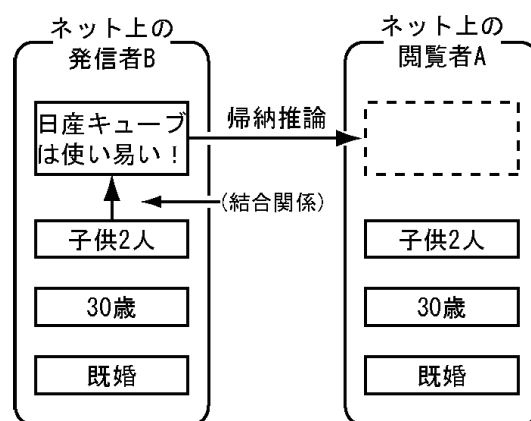 ネット上の
発信者B
日産キューブ
は使い易い！
子供2人
30歳
既婚
帰納推論
(結合関係)
ネット上の
閲覧者A
子供2人
30歳
既婚